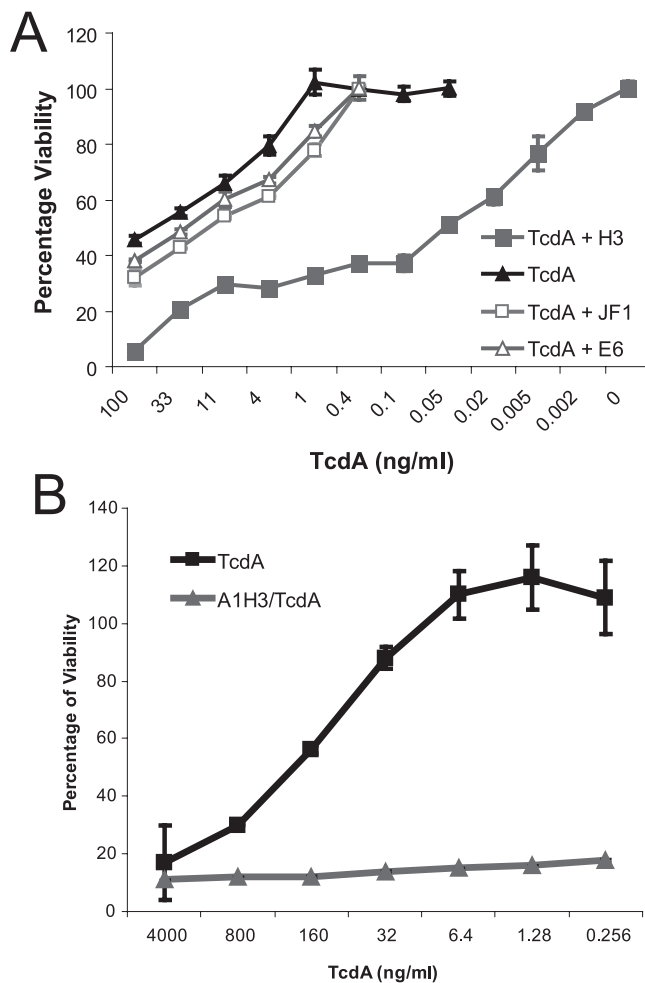 A
Percentage Viability
120
100
80
60
40
20
0
TcdA + H3
TcdA
TcdA + JF1
TcdA + E6
100 33 11 4 1 0.4 0.1 0.05 0.02 0.005 0.002 0
TcdA (ng/ml)
B
Percentage of Viability
140
120
100
80
60
40
20
0
TcdA
A1H3/TcdA
4000 800 160 32 6.4 1.28 0.256
TcdA (ng/ml)